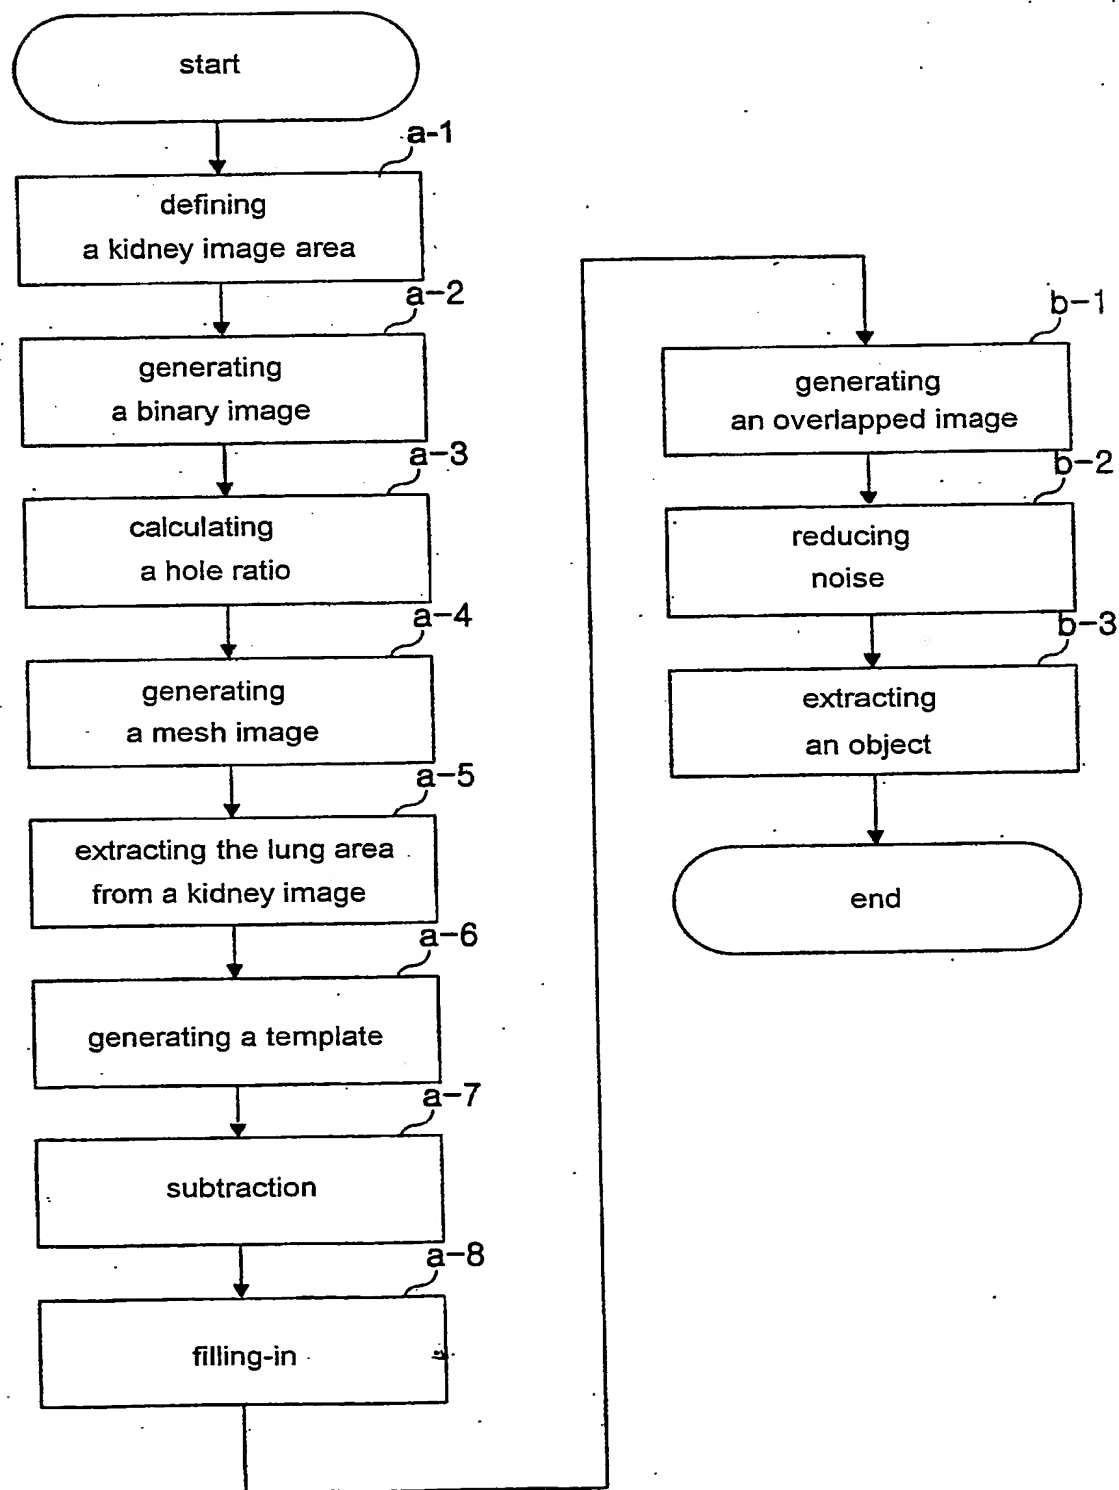 start
a-1
defining
a kidney image area
a-2
generating
a binary image
a-3
calculating
a hole ratio
a-4
generating
a mesh image
a-5
extracting the lung area
from a kidney image
a-6
generating a template
a-7
subtraction
a-8
filling-in
b-1
generating
an overlapped image
b-2
reducing
noise
b-3
extracting
an object
end